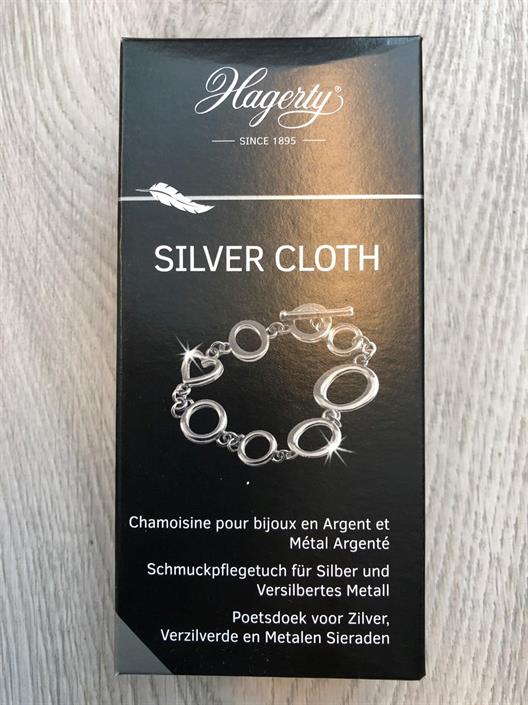 Hagerty®
SINCE 1895
SILVER CLOTH
Chamoisine pour bijoux en Argent et
Métal Argenté
Schmuckpflegetuch für Silber und
Versilbertes Metall
Poetsdoek voor Zilver,
Verzilverde en Metalen Sieraden